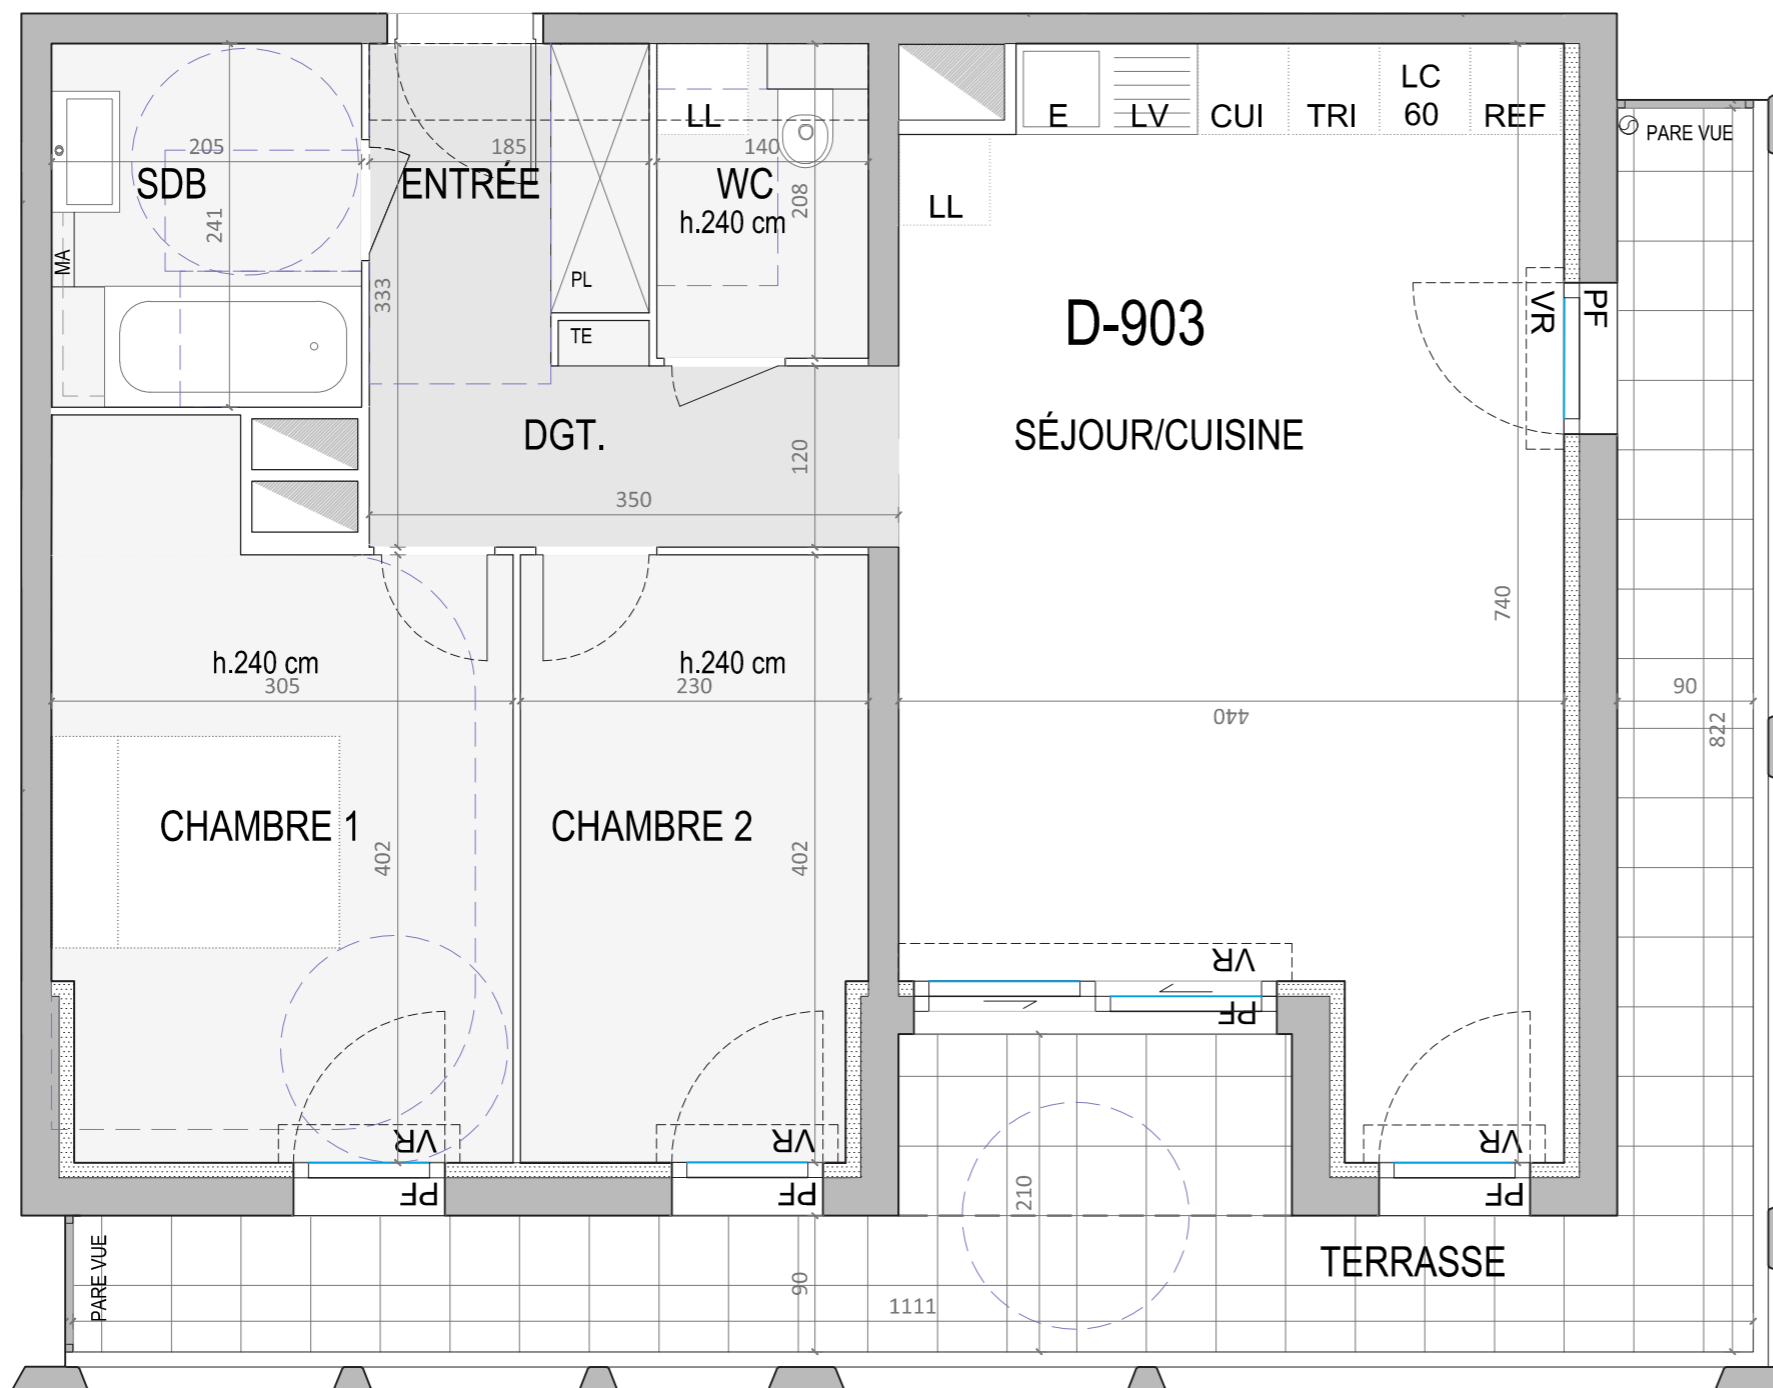 LC
E LV CUI TRI 60 REF
LL
PARE VUE
205
185
140
SDB
ENTRÉE
WC
h.240 cm
208
LL
241
MA
333
PL
TE
D-903
VR
PF
DGT.
SÉJOUR/CUISINE
120
350
740
h.240 cm
305
h.240 cm
230
440
90
822
CHAMBRE 1
CHAMBRE 2
402
402
VR
PF
VR
PF
VR
PF
VR
PF
210
TERRASSE
PARE VUE
90
1111